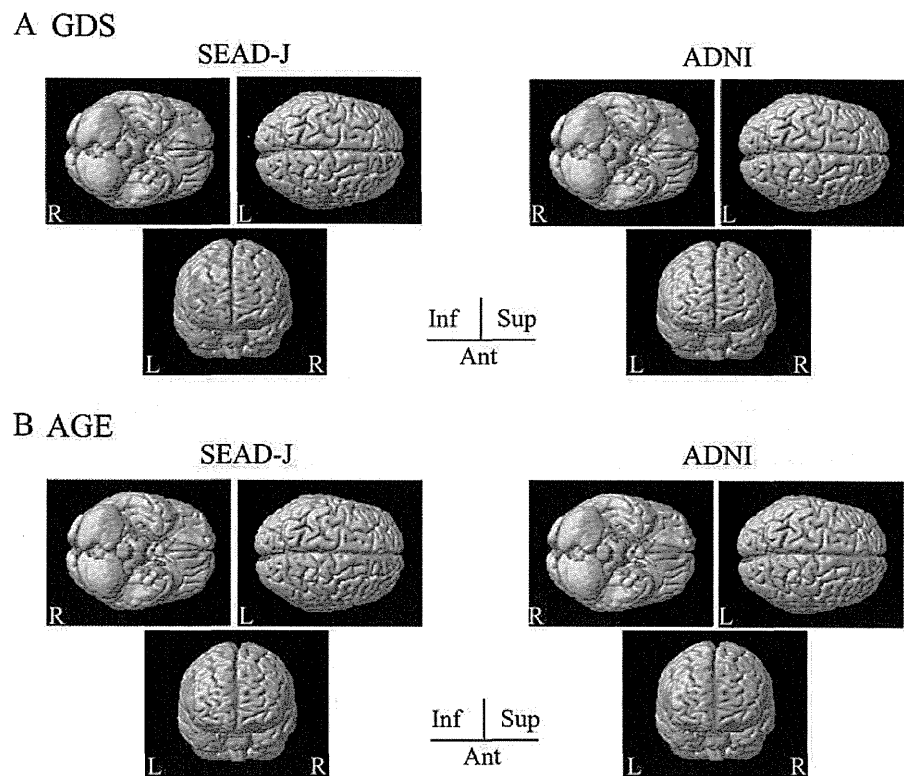 A GDS
SEAD-J ADNI
R L R L
Inf Sup
L R Ant L R
B AGE
SEAD-J ADNI
R L R L
Inf Sup
L R Ant L R